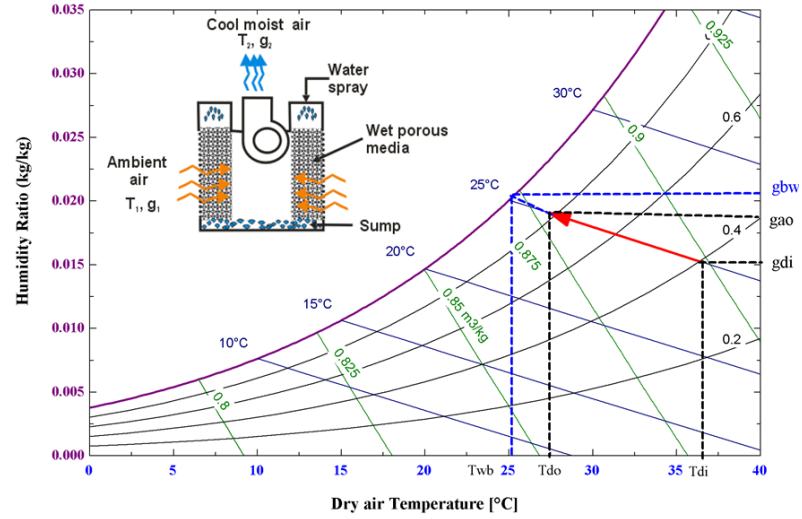 0.035
0.030
0.025
0.020
0.015
0.010
0.005
0.000
Humidity Ratio (kg/kg)
Cool moist air
T2, g2
Water
spray
Wet porous
media
Ambient
air
T1, g1
Sump
10°C
15°C
20°C
25°C
30°C
0.8
0.825
0.85 m3/kg
0.875
0.9
0.925
0.6
0.4
0.2
gbw
gao
gdi
0
5
10
15
20
Twb
25
Tdo
30
35
Tdi
40
Dry air Temperature [°C]